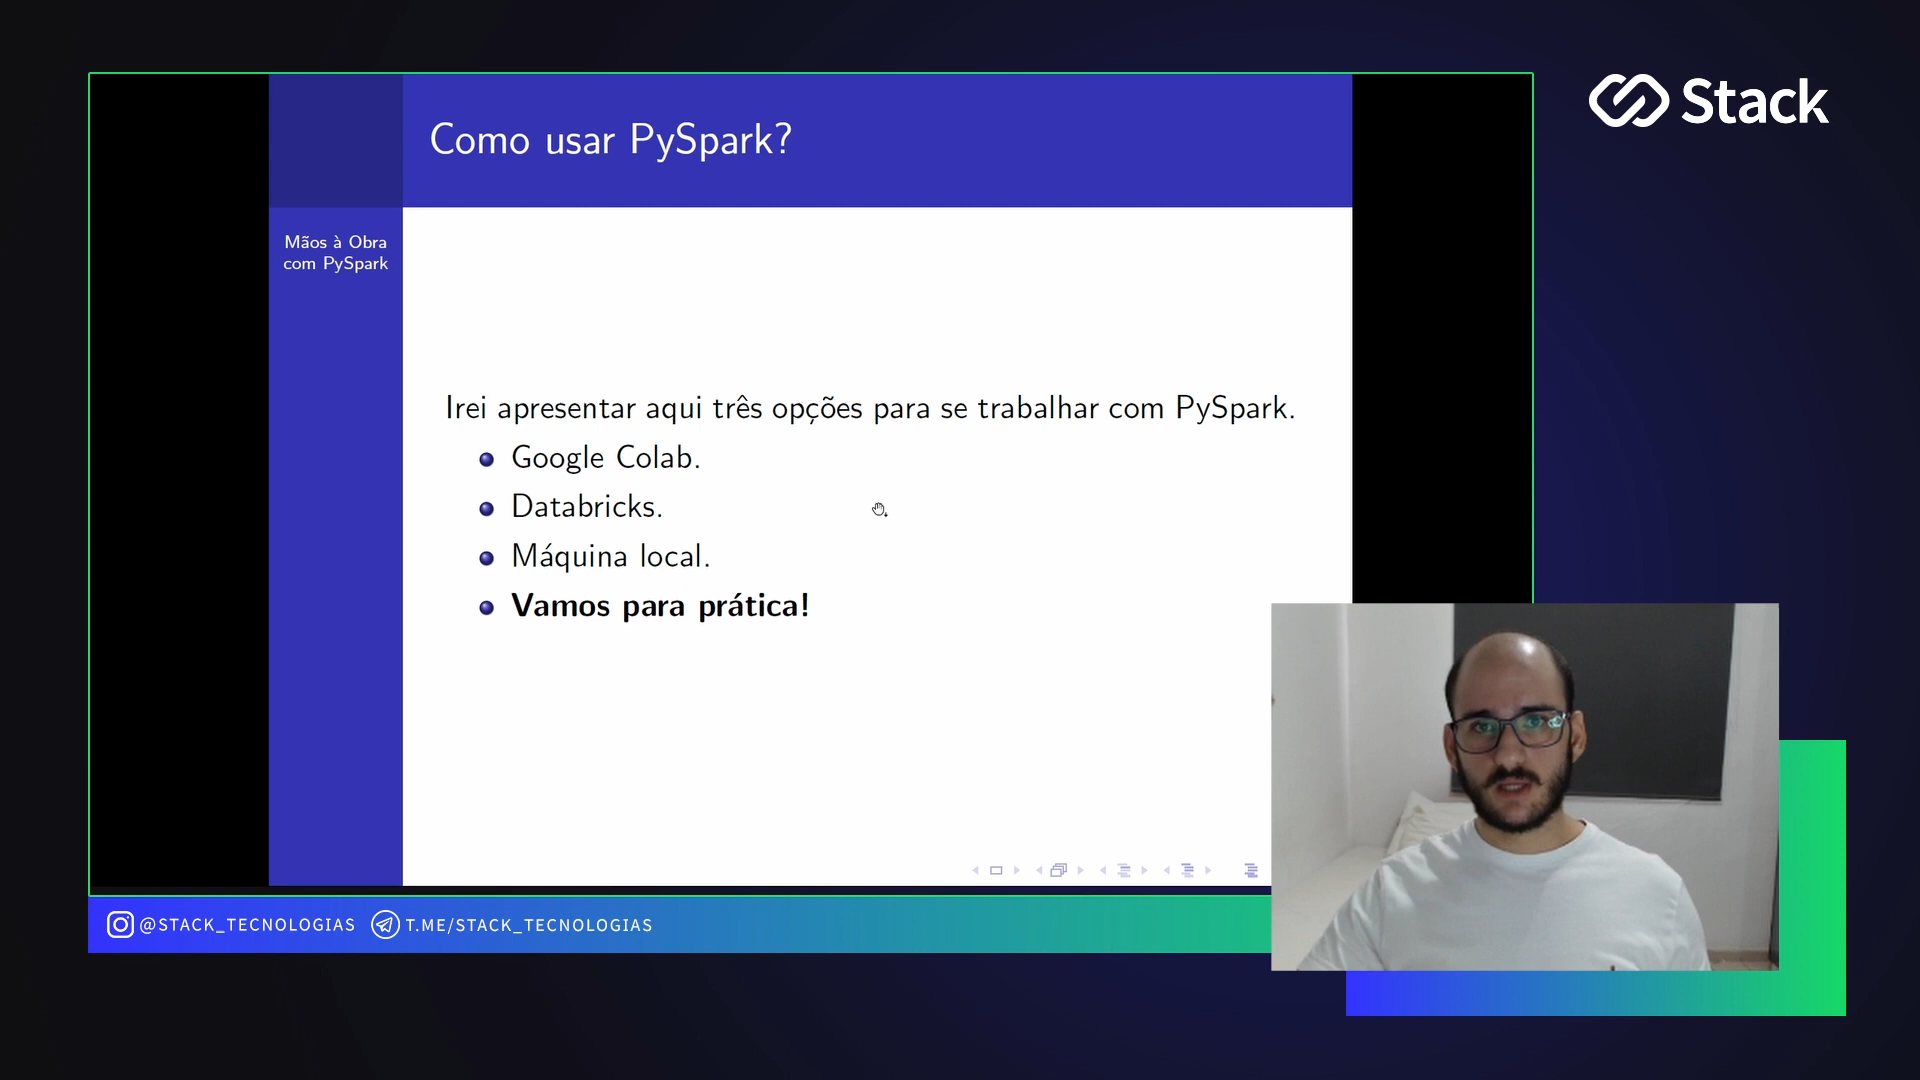 Stack
Como usar PySpark?
Mãos à Obra
com PySpark
Irei apresentar aqui três opções para se trabalhar com PySpark.
Google Colab.
Databricks.
Máquina local.
Vamos para prática!
@STACK_TECNOLOGIAS T.ME/STACK_TECNOLOGIAS